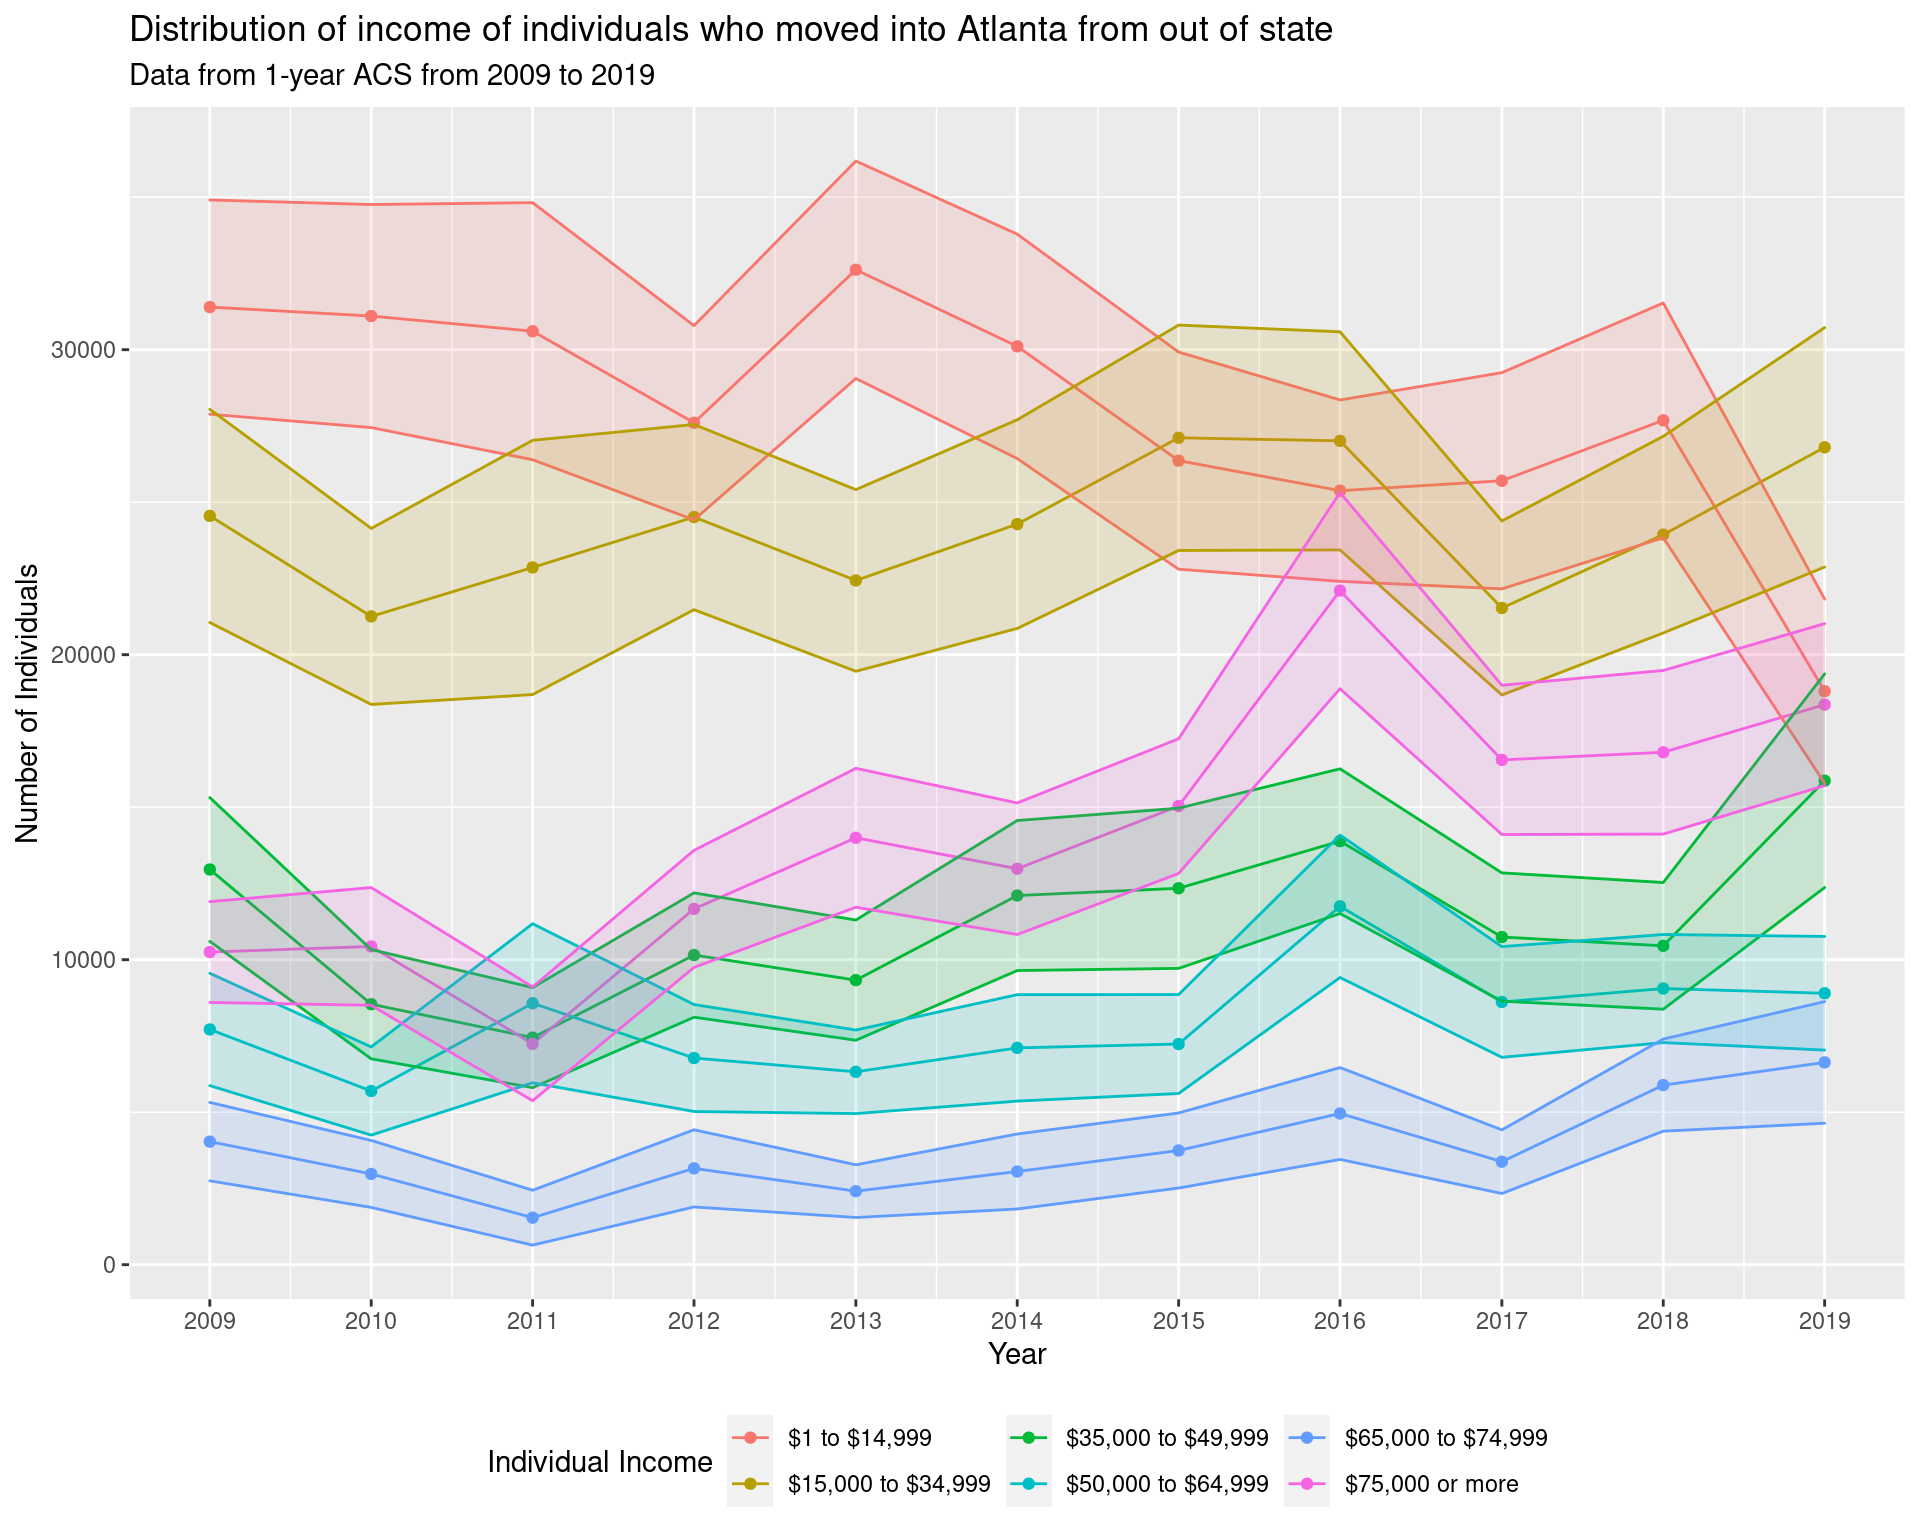 Distribution of income of individuals who moved into Atlanta from out of state
Data from 1-year ACS from 2009 to 2019
Number of Individuals
30000
20000
10000
0
2009 2010 2011 2012 2013 2014 2015 2016 2017 2018 2019
Year
Individual Income
$1 to $14,999 $35,000 to $49,999 $65,000 to $74,999
$15,000 to $34,999 $50,000 to $64,999 $75,000 or more